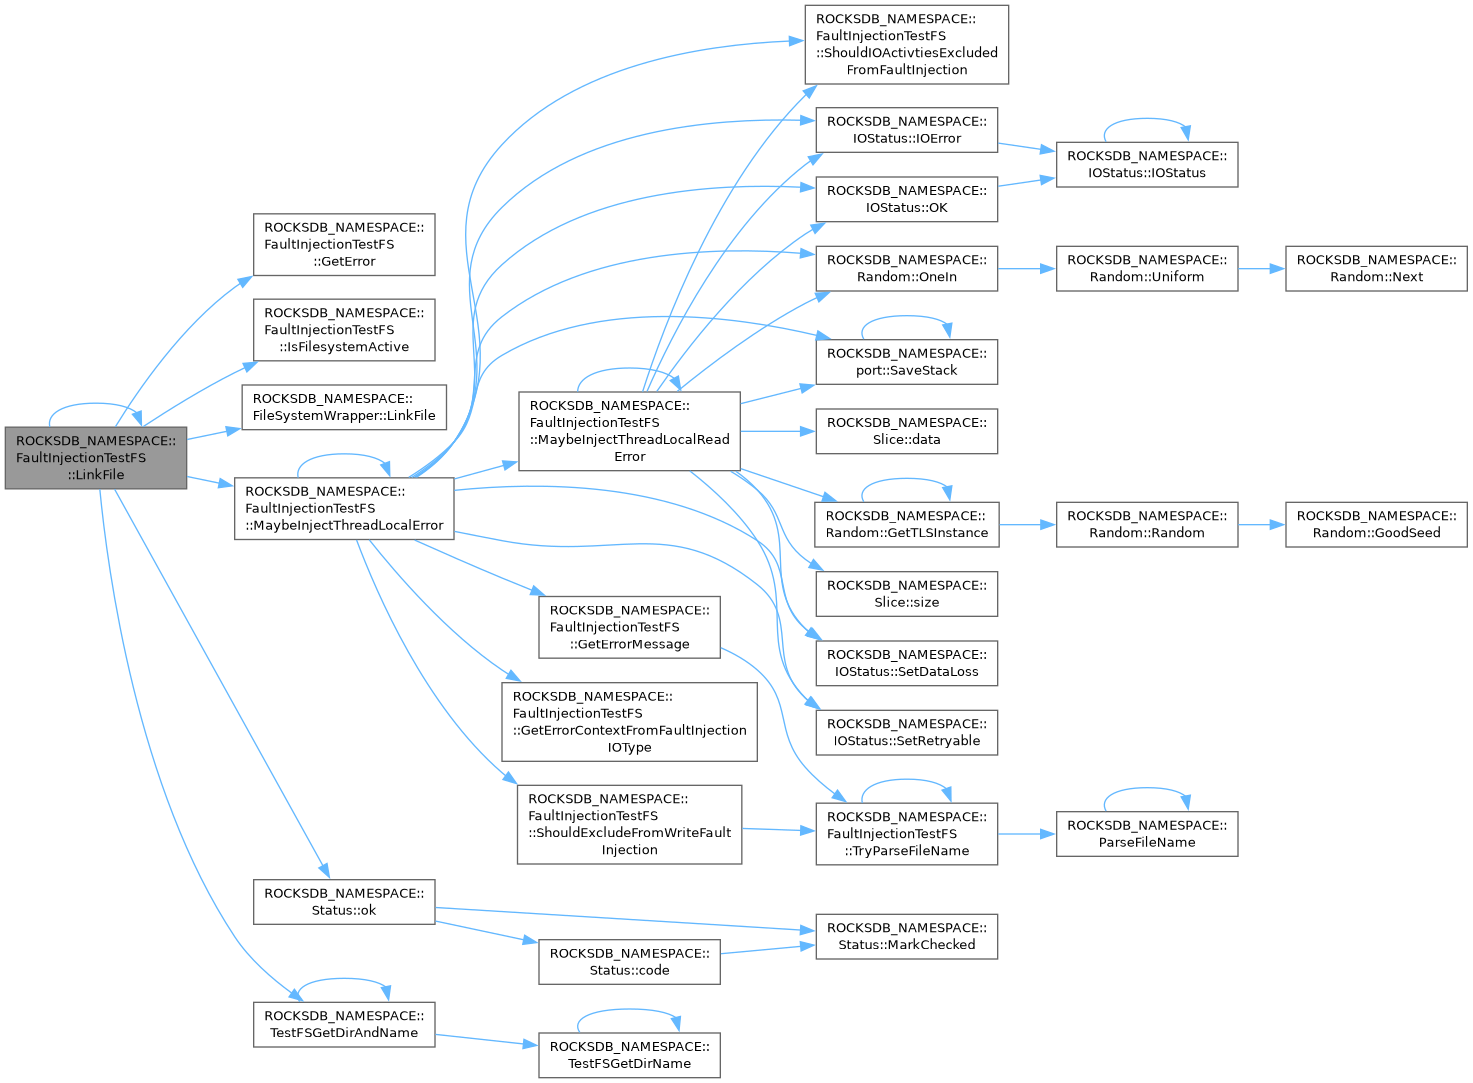 ROCKSDB_NAMESPACE::
FaultInjectionTestFS
::LinkFile
ROCKSDB_NAMESPACE::
FaultInjectionTestFS
::GetError
ROCKSDB_NAMESPACE::
FaultInjectionTestFS
::IsFilesystemActive
ROCKSDB_NAMESPACE::
FileSystemWrapper::LinkFile
ROCKSDB_NAMESPACE::
FaultInjectionTestFS
::MaybeInjectThreadLocalError
ROCKSDB_NAMESPACE::
Status::ok
ROCKSDB_NAMESPACE::
TestFSGetDirAndName
ROCKSDB_NAMESPACE::
FaultInjectionTestFS
::MaybeInjectThreadLocalRead
Error
ROCKSDB_NAMESPACE::
FaultInjectionTestFS
::GetErrorMessage
ROCKSDB_NAMESPACE::
FaultInjectionTestFS
::GetErrorContextFromFaultInjection
IOType
ROCKSDB_NAMESPACE::
FaultInjectionTestFS
::ShouldExcludeFromWriteFault
Injection
ROCKSDB_NAMESPACE::
Status::code
ROCKSDB_NAMESPACE::
TestFSGetDirName
ROCKSDB_NAMESPACE::
FaultInjectionTestFS
::ShouldIOActivtiesExcluded
FromFaultInjection
ROCKSDB_NAMESPACE::
IOStatus::IOError
ROCKSDB_NAMESPACE::
IOStatus::OK
ROCKSDB_NAMESPACE::
Random::OneIn
ROCKSDB_NAMESPACE::
port::SaveStack
ROCKSDB_NAMESPACE::
Slice::data
ROCKSDB_NAMESPACE::
Random::GetTLSInstance
ROCKSDB_NAMESPACE::
Slice::size
ROCKSDB_NAMESPACE::
IOStatus::SetDataLoss
ROCKSDB_NAMESPACE::
IOStatus::SetRetryable
ROCKSDB_NAMESPACE::
FaultInjectionTestFS
::TryParseFileName
ROCKSDB_NAMESPACE::
Status::MarkChecked
ROCKSDB_NAMESPACE::
IOStatus::IOStatus
ROCKSDB_NAMESPACE::
Random::Uniform
ROCKSDB_NAMESPACE::
Random::Random
ROCKSDB_NAMESPACE::
ParseFileName
ROCKSDB_NAMESPACE::
Random::Next
ROCKSDB_NAMESPACE::
Random::GoodSeed